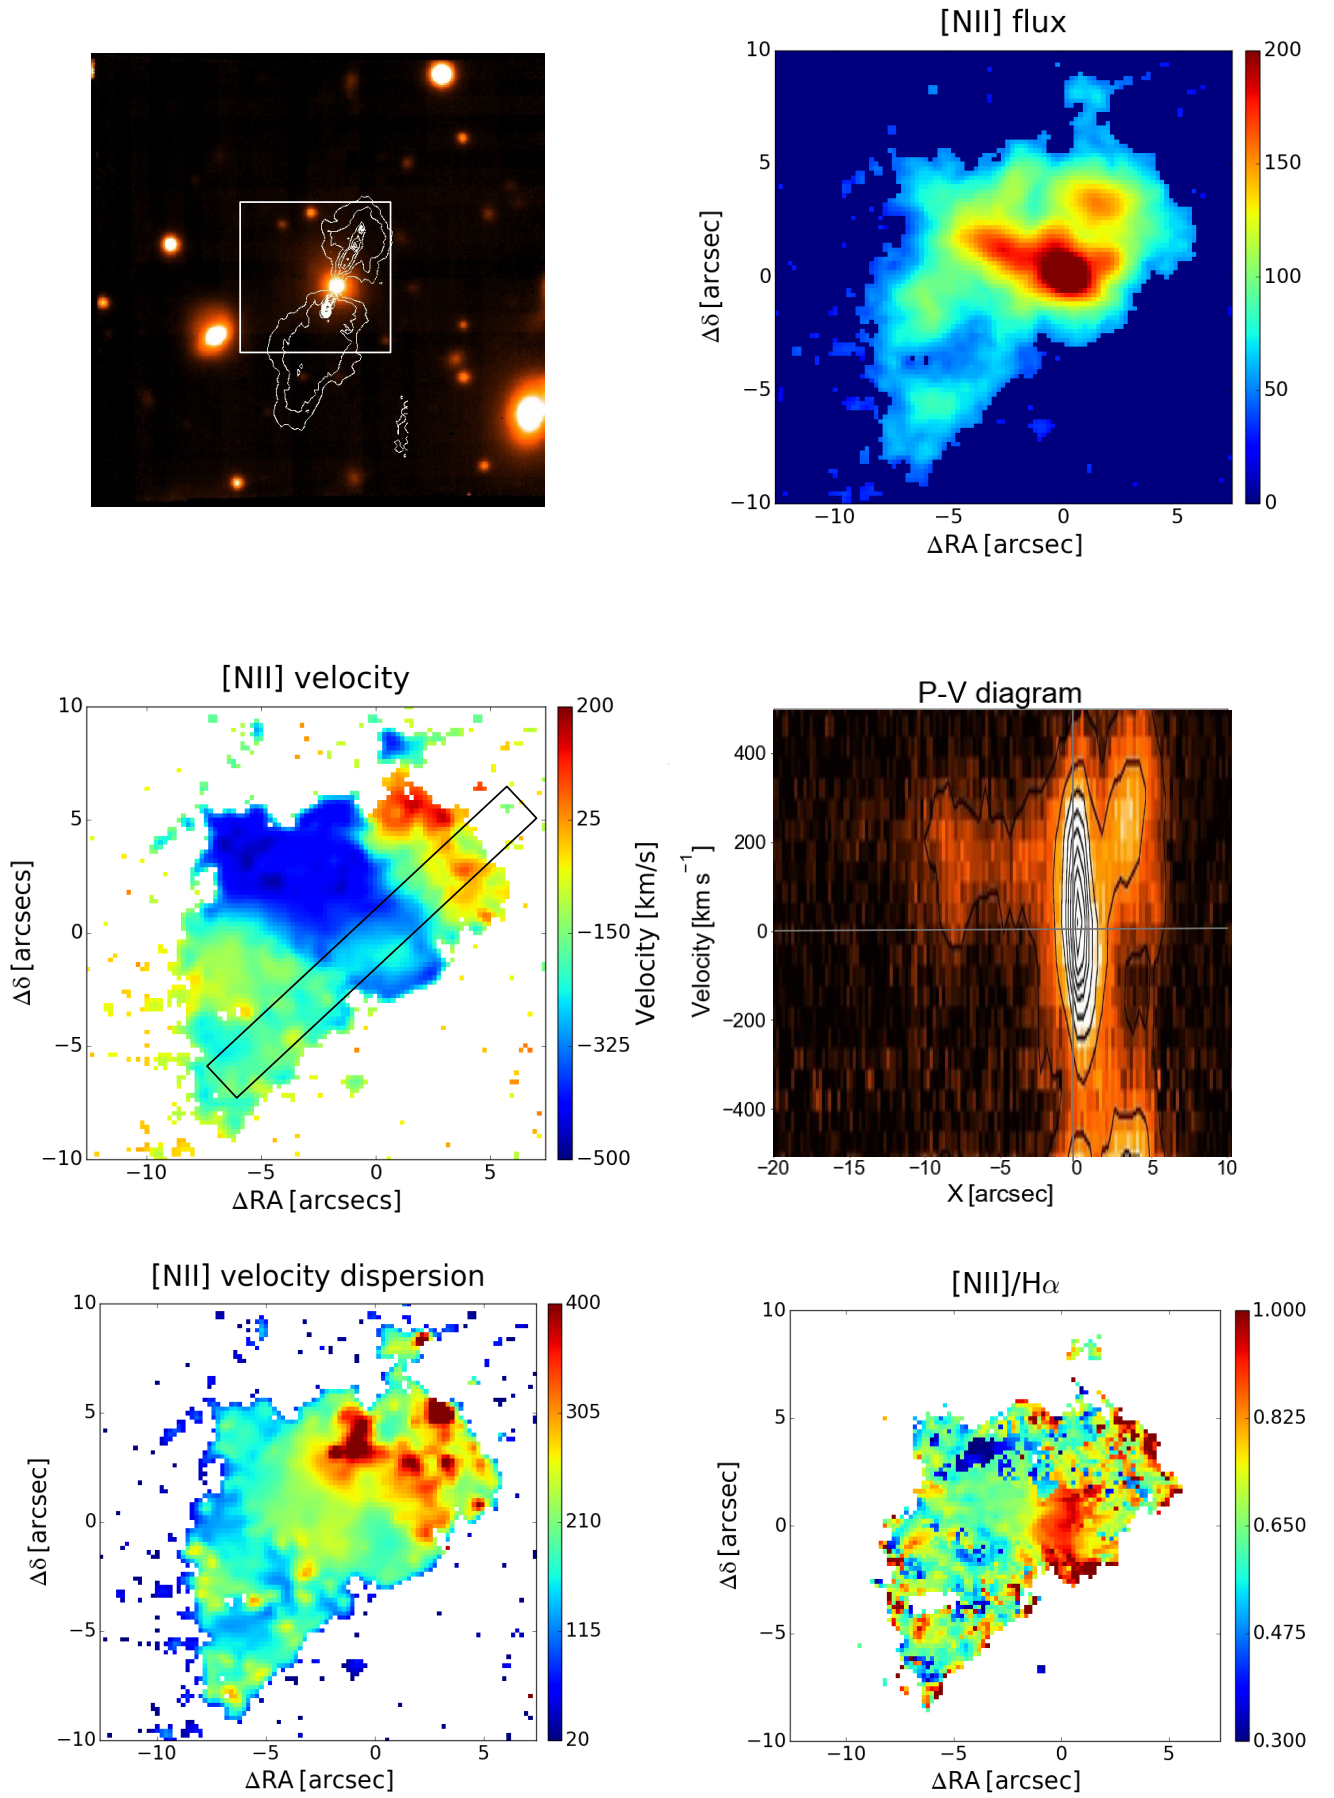 [NII] flux
10
5
0
−5
−10
Δδ [arcsec]
−10 −5 0 5
ΔRA [arcsec]
200
150
100
50
0
[NII] velocity
10
5
0
−5
−10
Δδ [arcsecs]
−10 −5 0 5
ΔRA [arcsecs]
200
25
−150
−325
−500
Velocity [km/s]
P-V diagram
400
200
0
−200
−400
Velocity [km s⁻¹]
−20 −15 −10 −5 0 5 10
X [arcsec]
[NII] velocity dispersion
10
5
0
−5
−10
Δδ [arcsec]
−10 −5 0 5
ΔRA [arcsec]
400
305
210
115
20
[NII]/Hα
10
5
0
−5
−10
Δδ [arcsec]
−10 −5 0 5
ΔRA [arcsec]
1.000
0.825
0.650
0.475
0.300